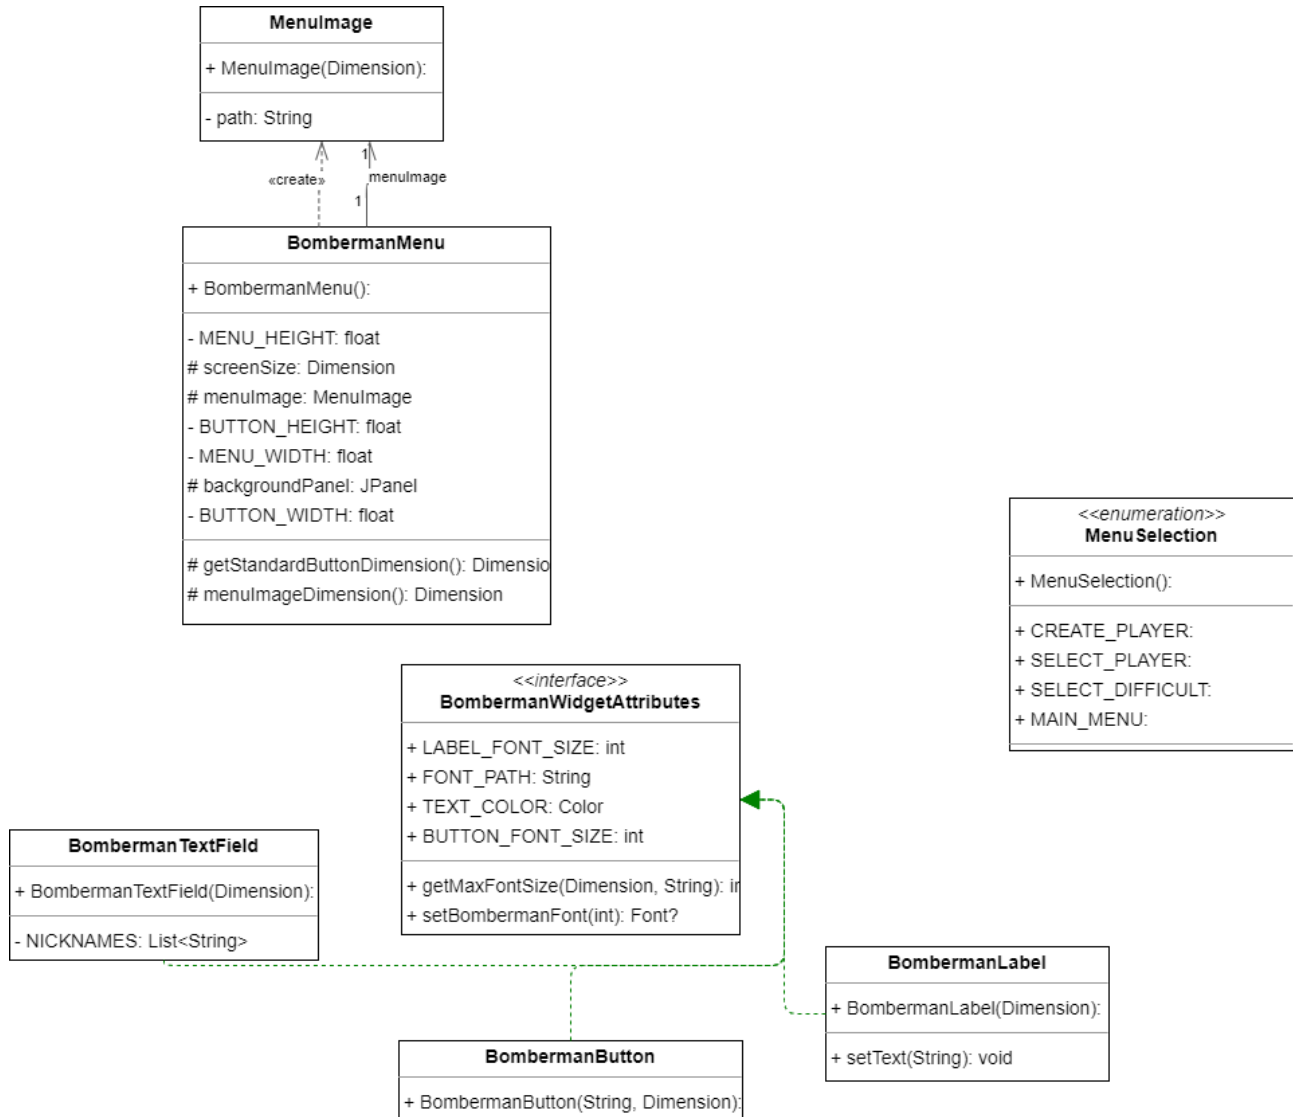 MenuImage
+ MenuImage(Dimension):
- path: String
1
«create»
menuImage
1
BombermanMenu
+ BombermanMenu():
- MENU_HEIGHT: float
# screenSize: Dimension
# menuImage: MenuImage
- BUTTON_HEIGHT: float
- MENU_WIDTH: float
# backgroundPanel: JPanel
- BUTTON_WIDTH: float
# getStandardButtonDimension(): Dimensio
# menuImageDimension(): Dimension
<<enumeration>>
MenuSelection
+ MenuSelection():
+ CREATE_PLAYER:
+ SELECT_PLAYER:
+ SELECT_DIFFICULT:
+ MAIN_MENU:
<<interface>>
BombermanWidgetAttributes
+ LABEL_FONT_SIZE: int
+ FONT_PATH: String
+ TEXT_COLOR: Color
+ BUTTON_FONT_SIZE: int
+ getMaxFontSize(Dimension, String): in
+ setBombermanFont(int): Font?
BombermanTextField
+ BombermanTextField(Dimension):
- NICKNAMES: List<String>
BombermanLabel
+ BombermanLabel(Dimension):
+ setText(String): void
BombermanButton
+ BombermanButton(String, Dimension):